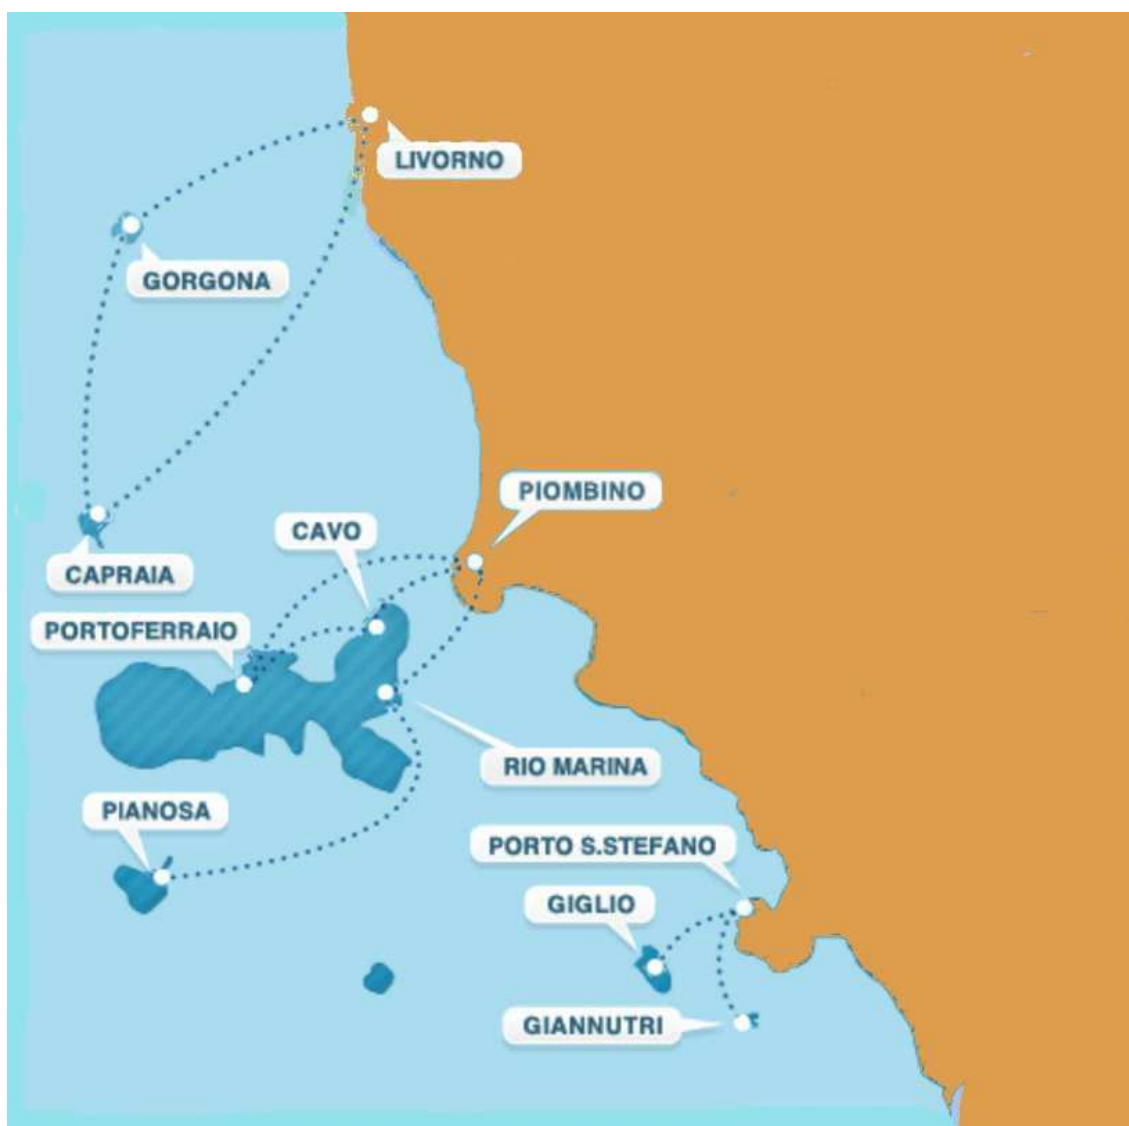 LIVORNO
GORGONA
PIOMBINO
CAVO
CAPRAIA
PORTOFERRAIO
RIO MARINA
PIANOSA
PORTO S.STEFANO
GIGLIO
GIANNUTRI